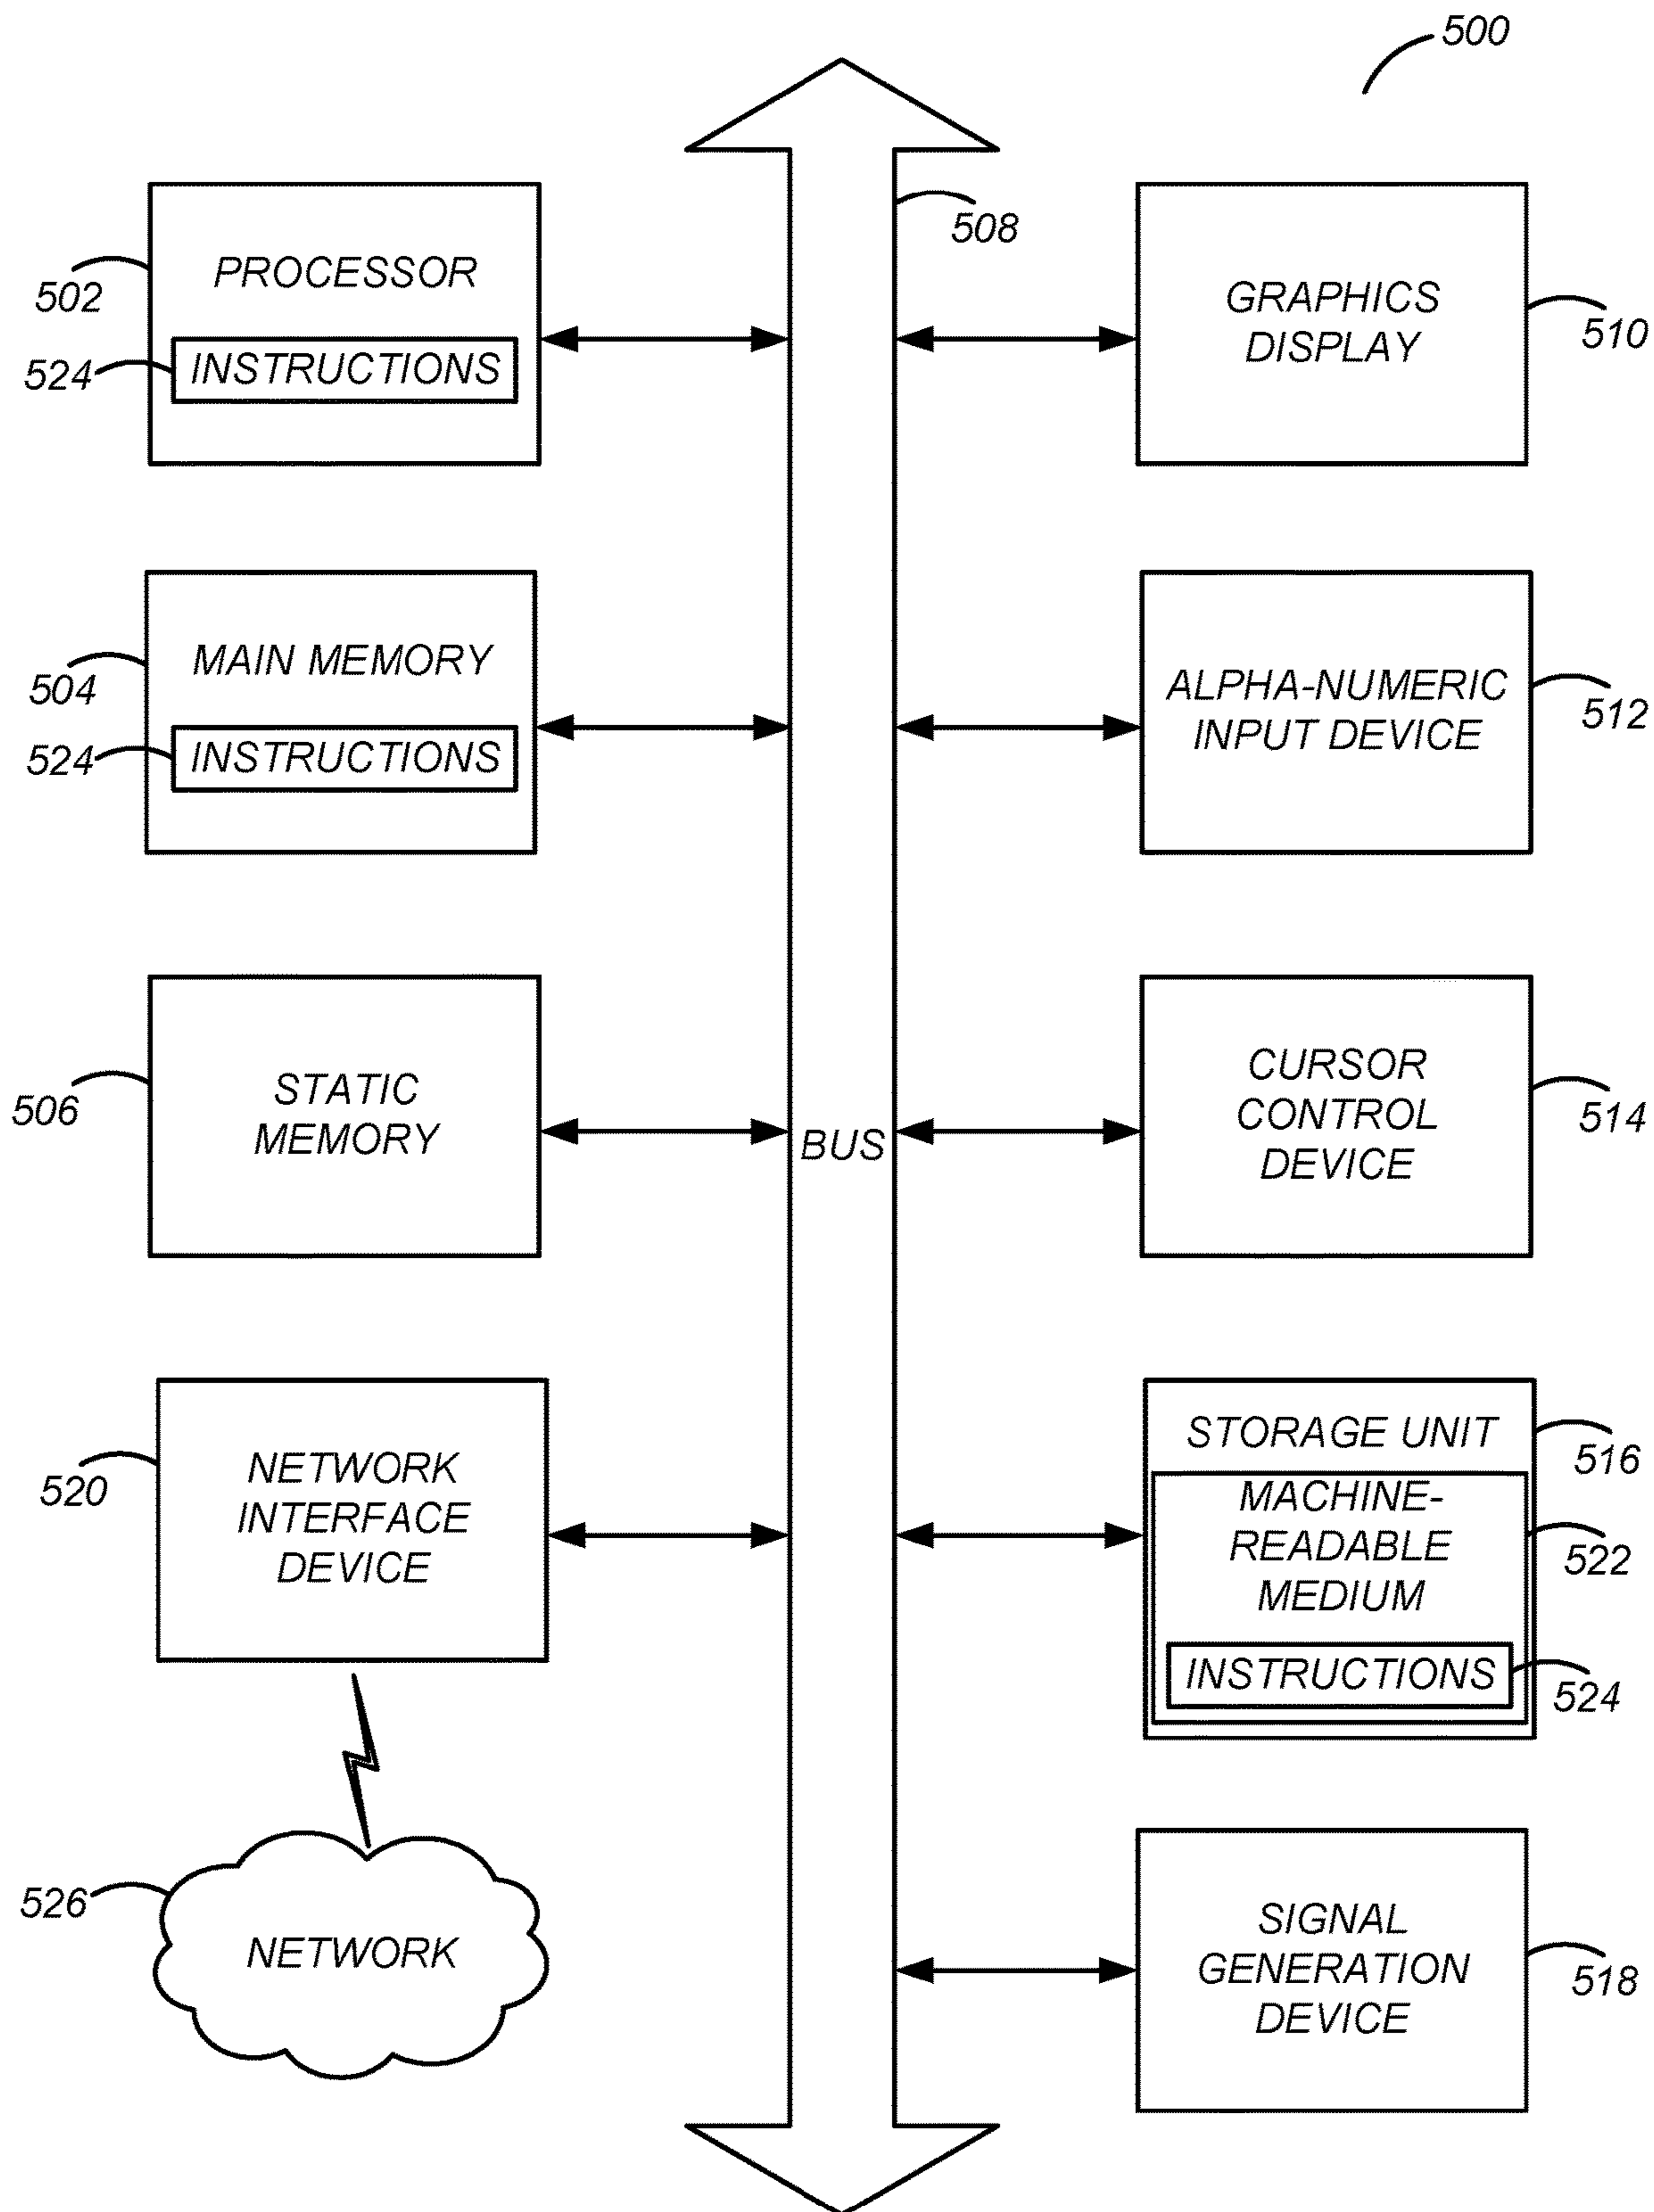 500
508
PROCESSOR
502
INSTRUCTIONS
524
GRAPHICS
DISPLAY
510
MAIN MEMORY
504
INSTRUCTIONS
524
ALPHA-NUMERIC
INPUT DEVICE
512
STATIC
MEMORY
506
BUS
CURSOR
CONTROL
DEVICE
514
NETWORK
INTERFACE
DEVICE
520
STORAGE UNIT
516
MACHINE-
READABLE
MEDIUM
522
INSTRUCTIONS
524
526
NETWORK
SIGNAL
GENERATION
DEVICE
518